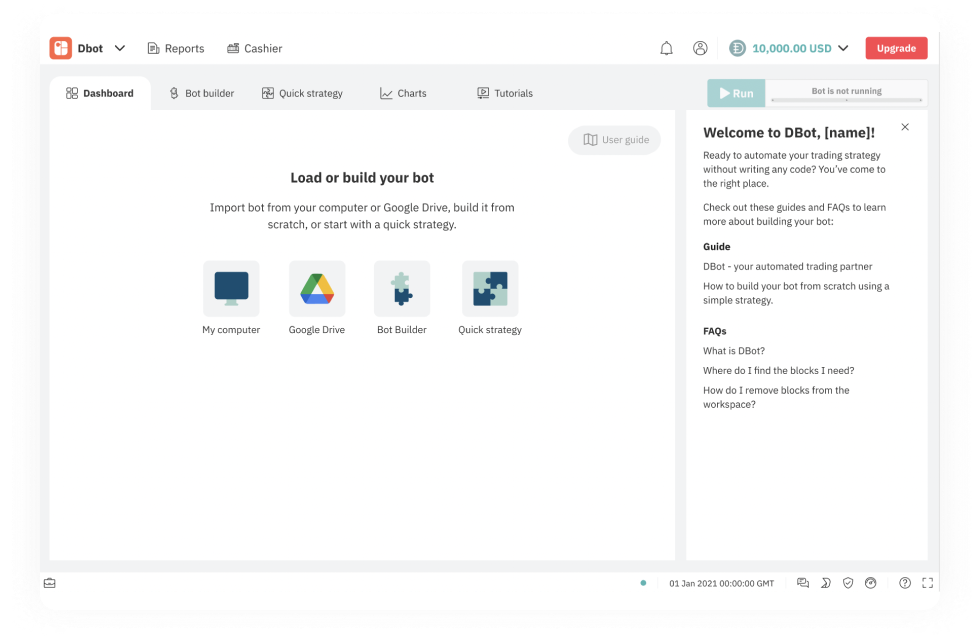 Dbot
Reports
Cashier
10,000.00 USD
Upgrade
Dashboard
Bot builder
Quick strategy
Charts
Tutorials
Run
Bot is not running
User guide
Load or build your bot
Import bot from your computer or Google Drive, build it from
scratch, or start with a quick strategy.
My computer
Google Drive
Bot Builder
Quick strategy
Welcome to DBot, [name]!
Ready to automate your trading strategy
without writing any code? You’ve come to
the right place.
Check out these guides and FAQs to learn
more about building your bot:
Guide
DBot - your automated trading partner
How to build your bot from scratch using a
simple strategy.
FAQs
What is DBot?
Where do I find the blocks I need?
How do I remove blocks from the
workspace?
01 Jan 2021 00:00:00 GMT